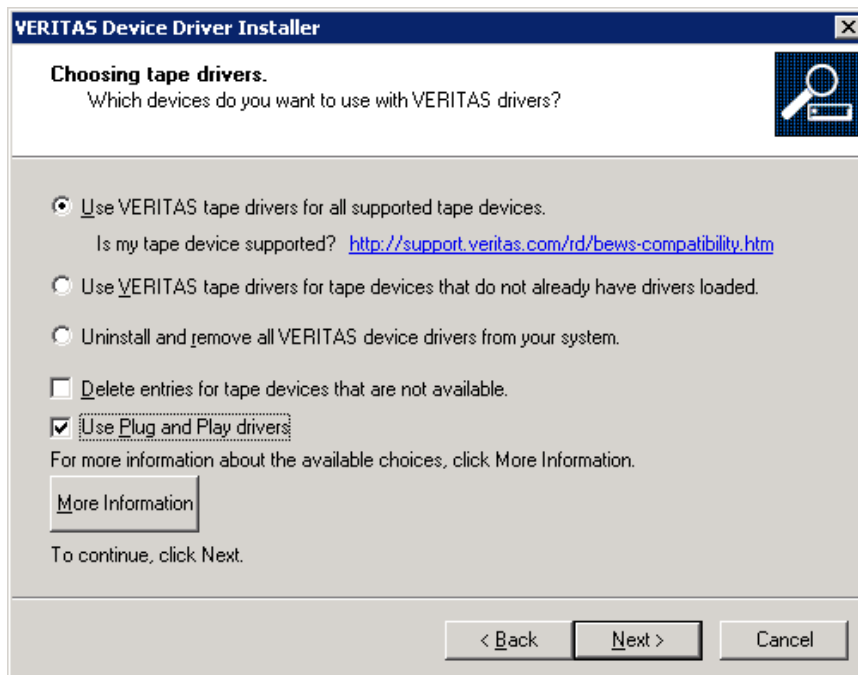 VERITAS Device Driver Installer
Choosing tape drivers.
Which devices do you want to use with VERITAS drivers?
Use VERITAS tape drivers for all supported tape devices.
Is my tape device supported? http://support.veritas.com/rd/bews-compatibility.htm
Use VERITAS tape drivers for tape devices that do not already have drivers loaded.
Uninstall and remove all VERITAS device drivers from your system.
Delete entries for tape devices that are not available.
Use Plug and Play drivers
For more information about the available choices, click More Information.
More Information
To continue, click Next.
< Back Next > Cancel